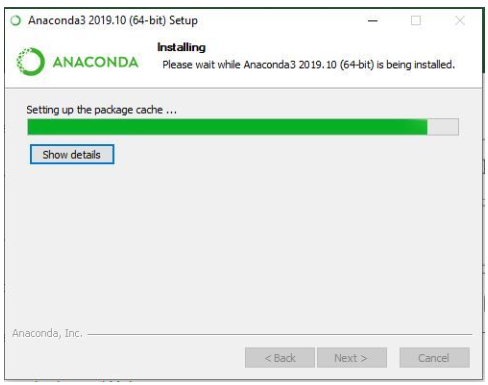 Anaconda3 2019.10 (64-bit) Setup
ANACONDA
Installing
Please wait while Anaconda3 2019.10 (64-bit) is being installed.
Setting up the package cache ...
Show details
Anaconda, Inc.
< Back
Next >
Cancel